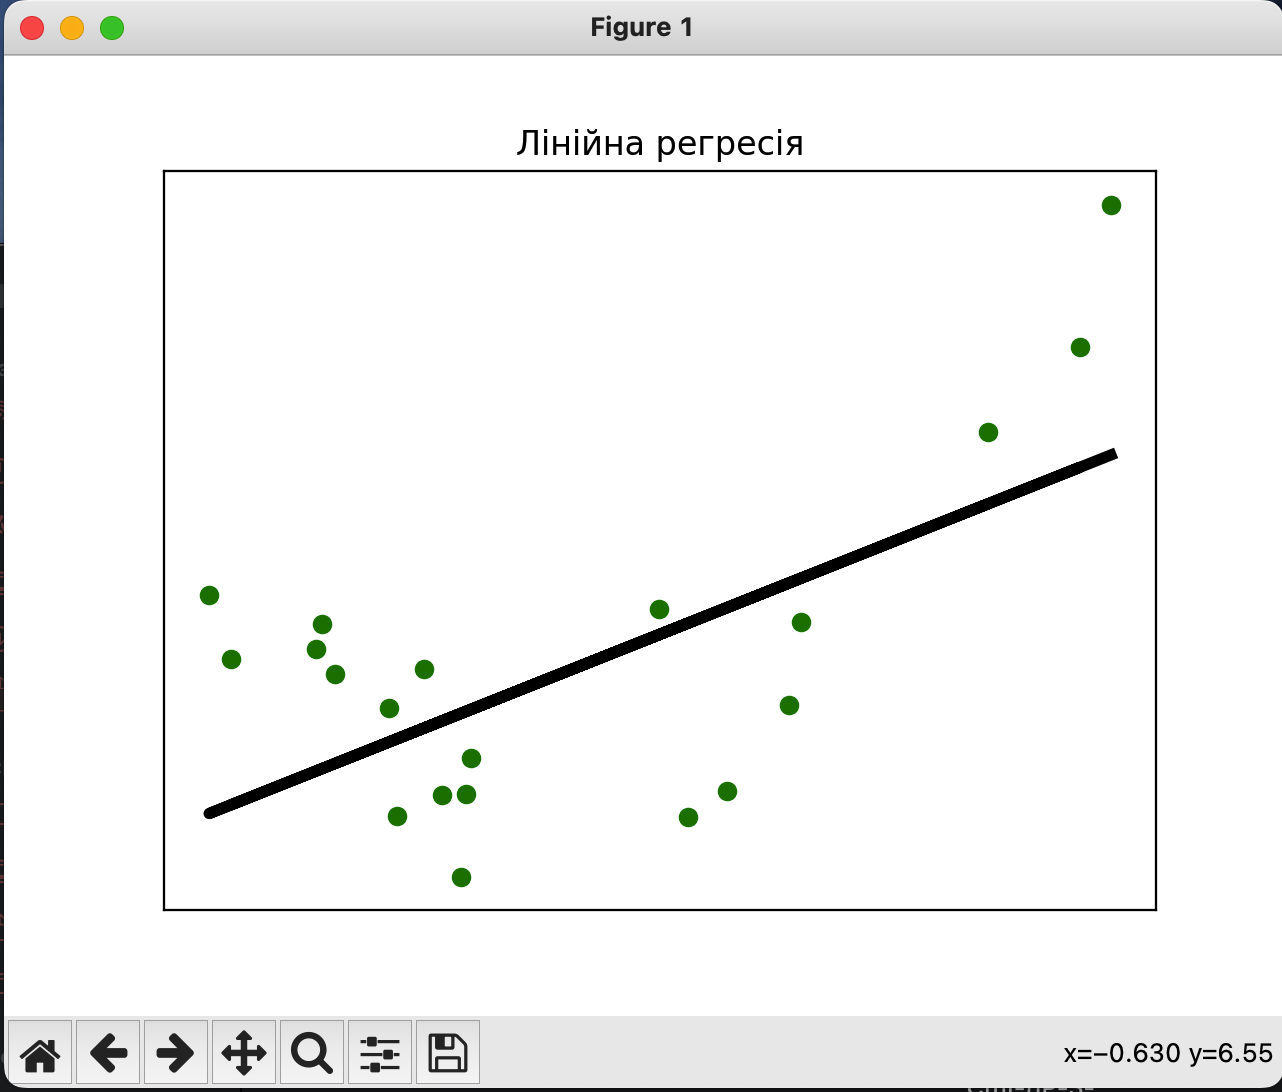 Figure 1
Лінійна регресія
x=−0.630 y=6.55